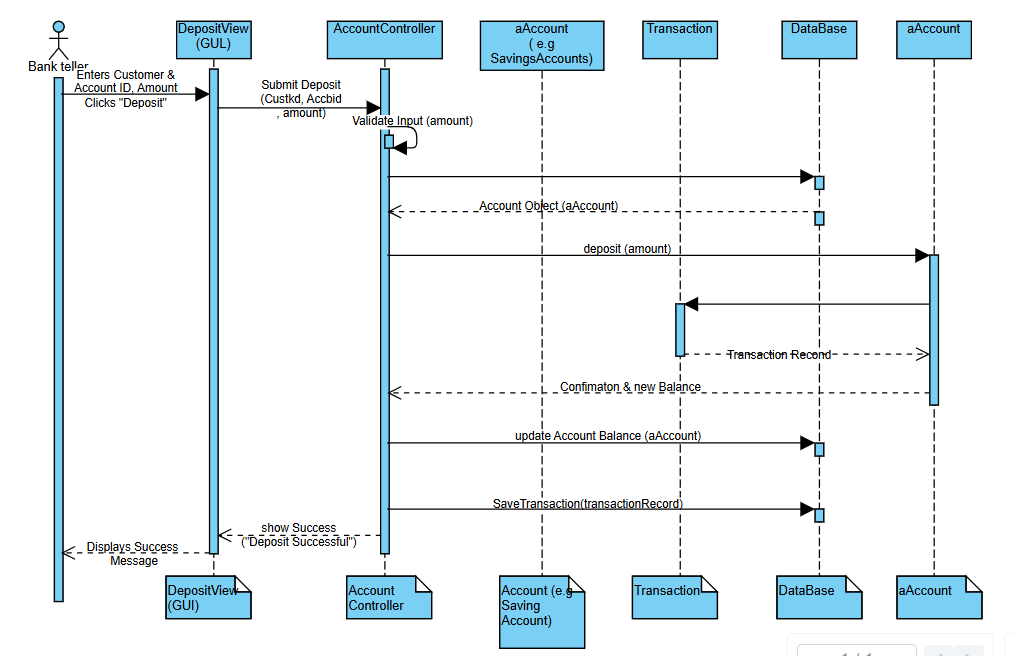 Bank teller
DepositView
(GUL)
AccountController
aAccount
( e.g
SavingsAccounts)
Transaction
DataBase
aAccount
Enters Customer &
Account ID, Amount
Clicks "Deposit"
Submit Deposit
(Custkd, Accbid
, amount)
Validate Input (amount)
Account Object (aAccount)
deposit (amount)
Transaction Recond
Confimaton & new Balance
update Account Balance (aAccount)
SaveTransaction(transactionRecord)
show Success
("Deposit Successful")
Displays Success
Message
DepositView
(GUI)
Account
Controller
Account (e.g
Saving
Account)
Transaction
DataBase
aAccount